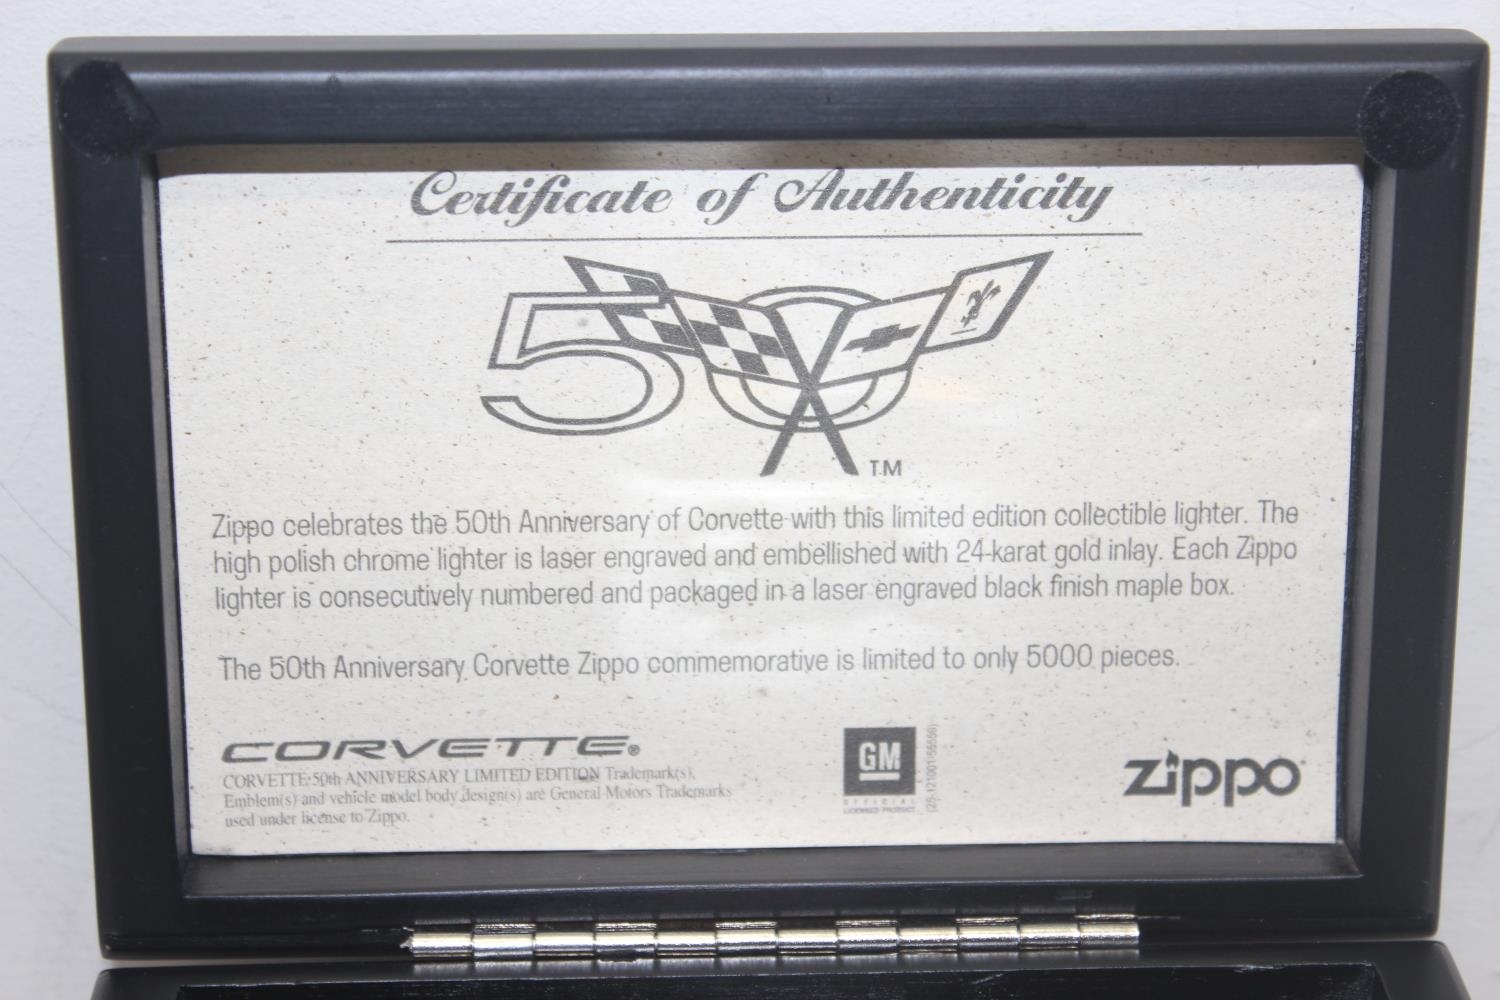 Certificate of Authenticity
50
TM
Zippo celebrates the 50th Anniversary of Corvette with this limited edition collectible lighter. The
high polish chrome lighter is laser engraved and embellished with 24-karat gold inlay. Each Zippo
lighter is consecutively numbered and packaged in a laser engraved black finish maple box.
The 50th Anniversary Corvette Zippo commemorative is limited to only 5000 pieces.
CORVETTE®
CORVETTE 50th ANNIVERSARY LIMITED EDITION Trademark(s),
Emblem(s) and vehicle model body design(s) are General Motors Trademarks
used under license to Zippo.
GM
OFFICIAL
LICENSED PRODUCT
zippo